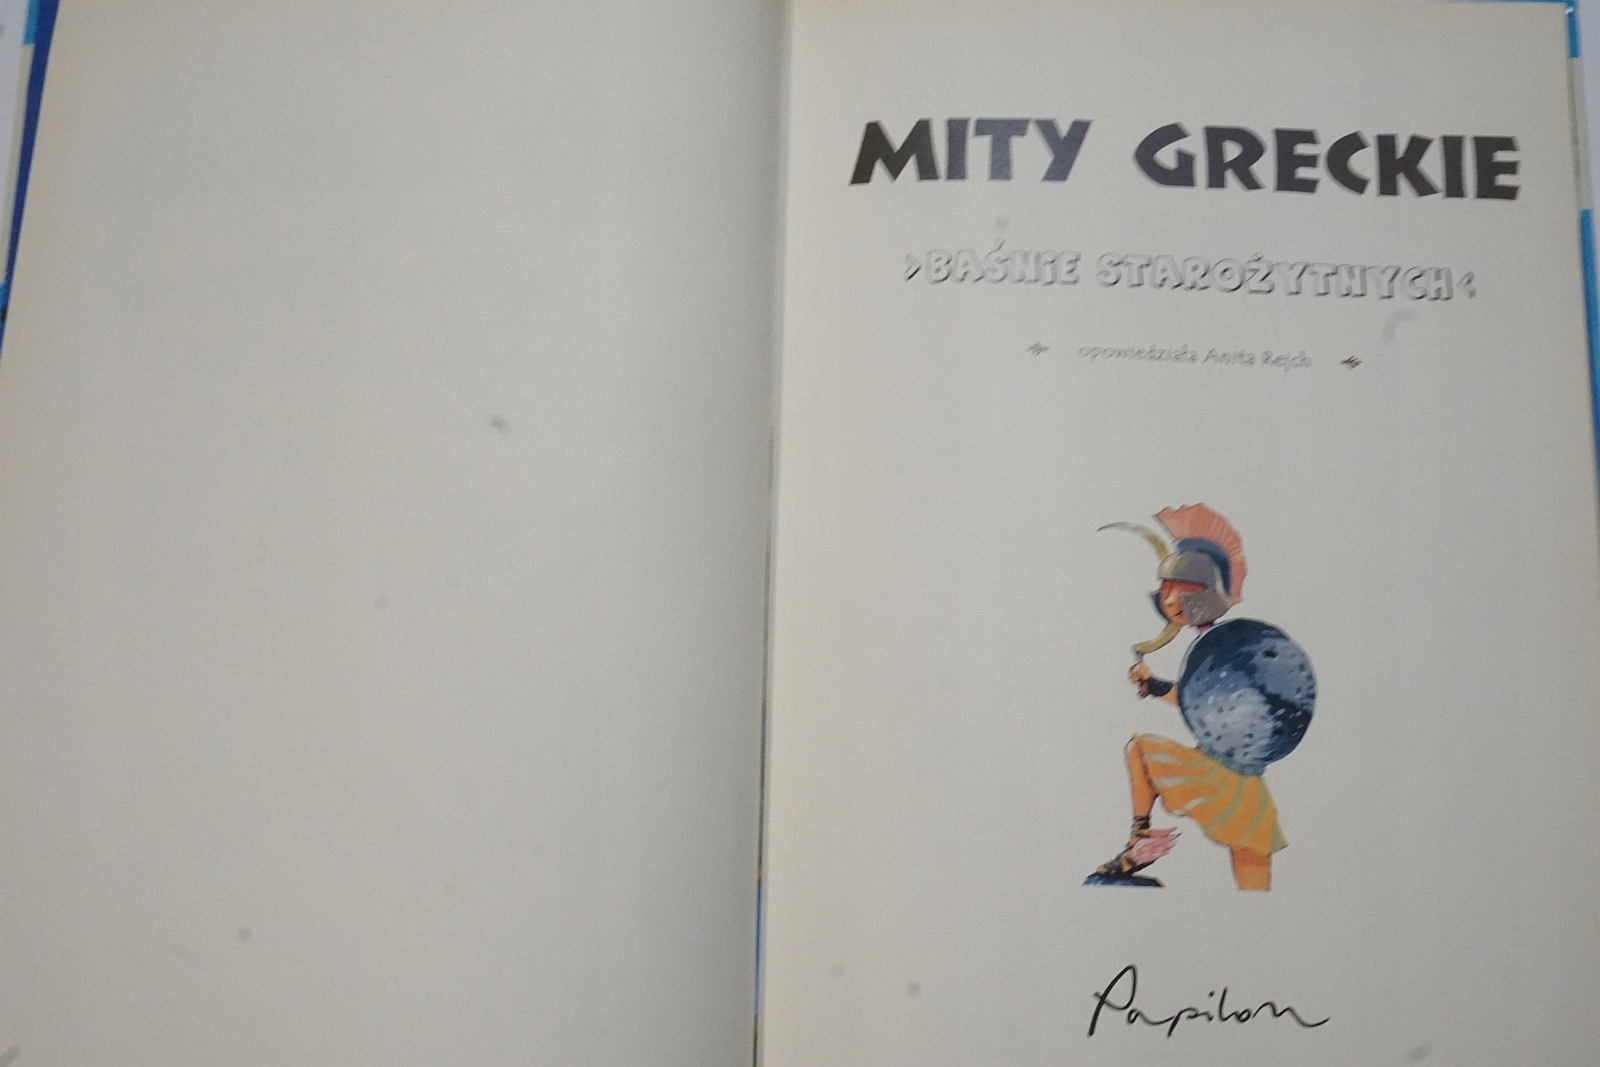 MITY GRECKIE
›BAŚNiE STAROŻYTNYCH‹
opowiedziała Anita Rejch
Papilon